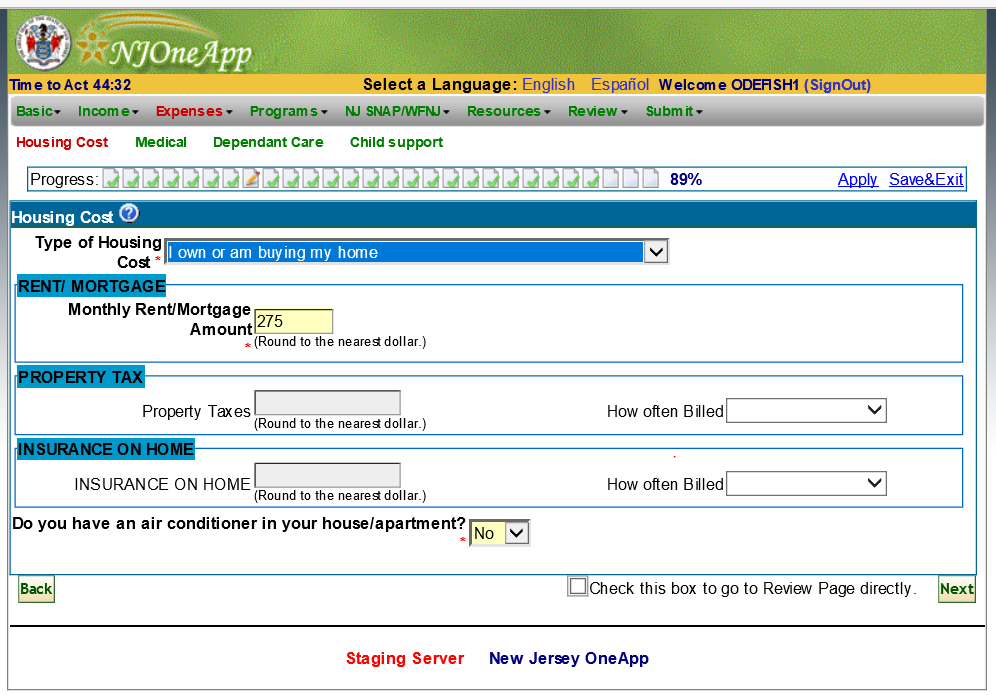 NJOneApp
Time to Act 44:32 Select a Language: English Español Welcome ODEFISH1 (SignOut)
Basic Income Expenses Programs NJ SNAP/WFNJ Resources Review Submit
Housing Cost Medical Dependant Care Child support
Progress: 89% Apply Save&Exit
Housing Cost ?
Type of Housing
Cost * I own or am buying my home
RENT/ MORTGAGE
Monthly Rent/Mortgage
Amount 275
* (Round to the nearest dollar.)
PROPERTY TAX
Property Taxes How often Billed
(Round to the nearest dollar.)
INSURANCE ON HOME
INSURANCE ON HOME How often Billed
(Round to the nearest dollar.)
Do you have an air conditioner in your house/apartment? No
*
Back Check this box to go to Review Page directly. Next
Staging Server New Jersey OneApp